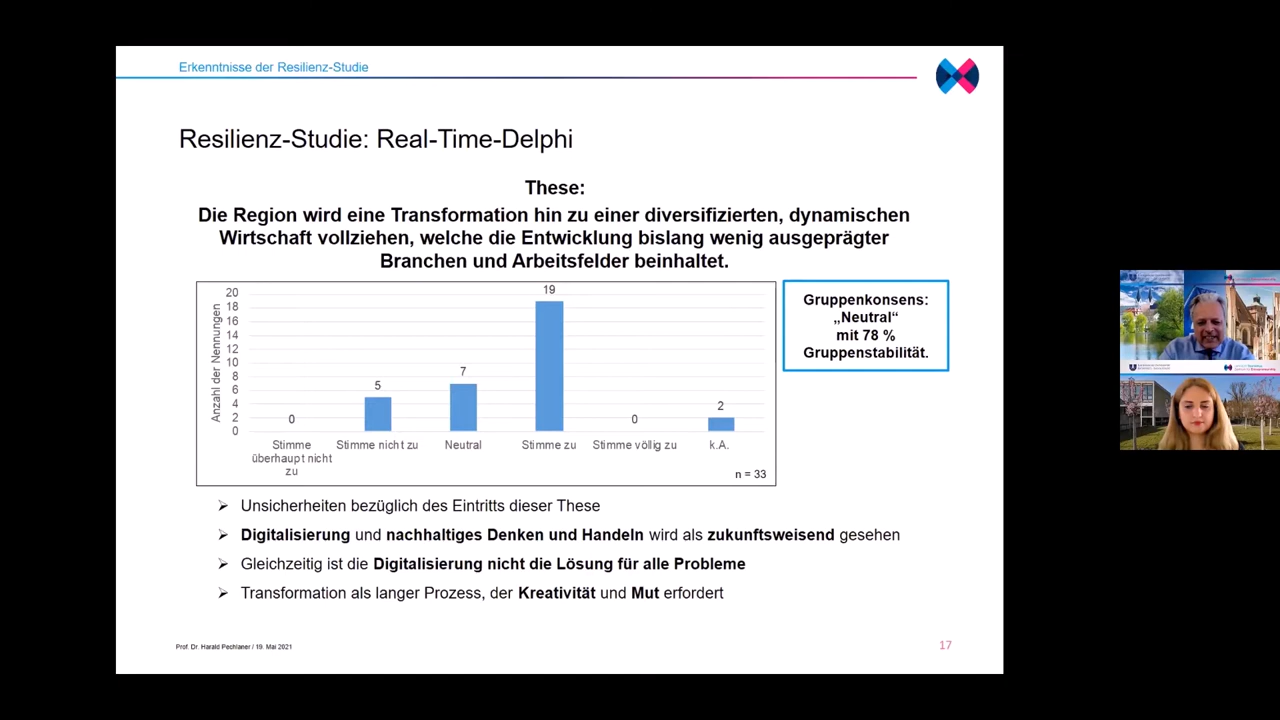 Erkenntnisse der Resilienz-Studie
Resilienz-Studie: Real-Time-Delphi
These:
Die Region wird eine Transformation hin zu einer diversifizierten, dynamischen
Wirtschaft vollziehen, welche die Entwicklung bislang wenig ausgeprägter
Branchen und Arbeitsfelder beinhaltet.
Anzahl der Nennungen
20
18
16
14
12
10
8
6
4
2
0
0
5
7
19
0
2
Stimme überhaupt nicht zu
Stimme nicht zu
Neutral
Stimme zu
Stimme völlig zu
k.A.
n = 33
Gruppenkonsens:
„Neutral“
mit 78 %
Gruppenstabilität.
Unsicherheiten bezüglich des Eintritts dieser These
Digitalisierung und nachhaltiges Denken und Handeln wird als zukunftsweisend gesehen
Gleichzeitig ist die Digitalisierung nicht die Lösung für alle Probleme
Transformation als langer Prozess, der Kreativität und Mut erfordert
Prof. Dr. Harald Pechlaner / 19. Mai 2021
17